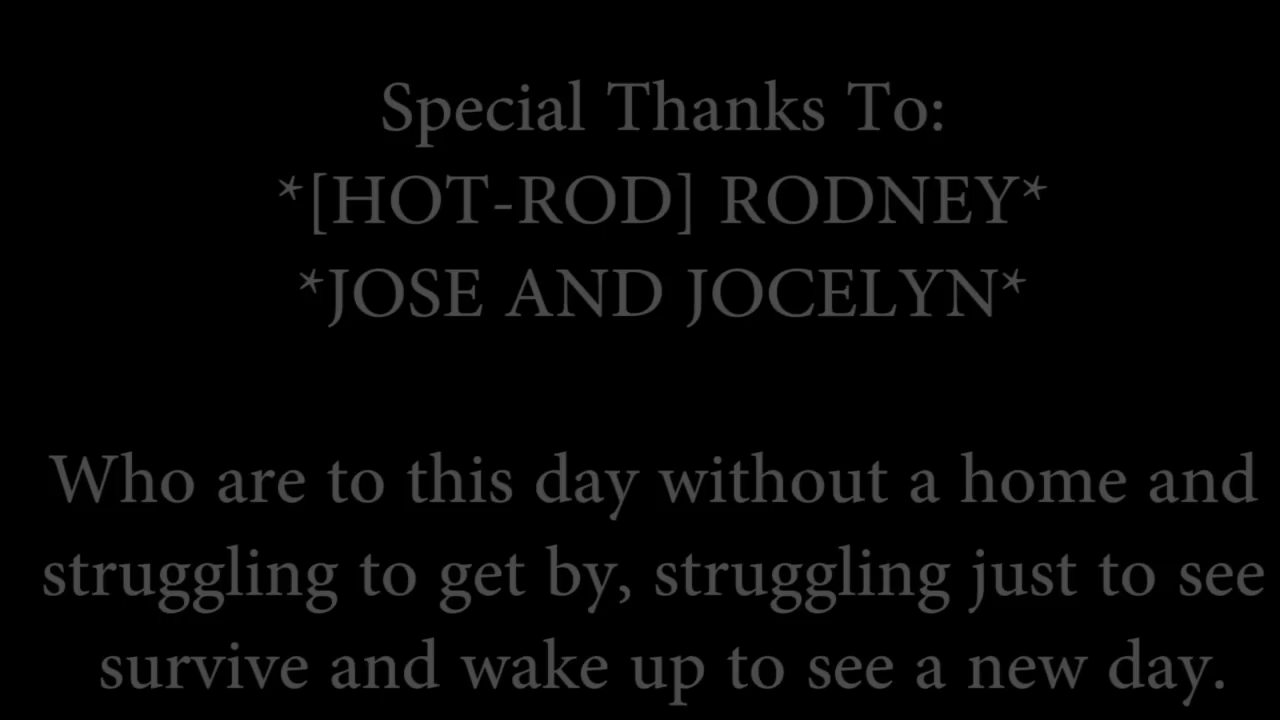 Special Thanks To:
*[HOT-ROD] RODNEY*
*JOSE AND JOCELYN*
Who are to this day without a home and
struggling to get by, struggling just to see
survive and wake up to see a new day.